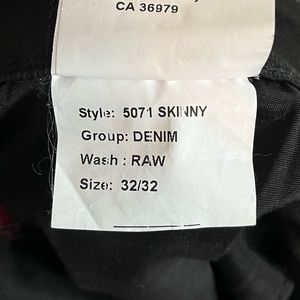 CA 36979
Style: 5071 SKINNY
Group: DENIM
Wash : RAW
Size: 32/32